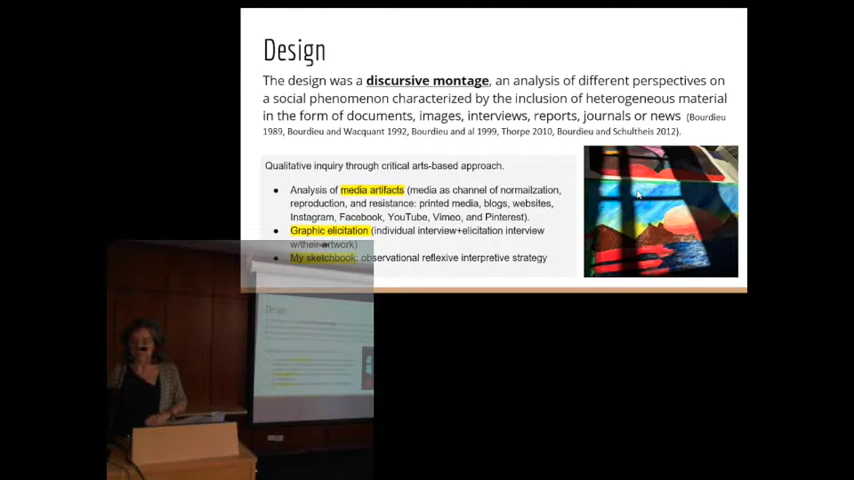 Design
The design was a discursive montage, an analysis of different perspectives on
a social phenomenon characterized by the inclusion of heterogeneous material
in the form of documents, images, interviews, reports, journals or news (Bourdieu
1989, Bourdieu and Wacquant 1992, Bourdieu and al 1999, Thorpe 2010, Bourdieu and Schultheis 2012).
Qualitative inquiry through critical arts-based approach.
● Analysis of media artifacts (media as channel of normailzation,
reproduction, and resistance: printed media, blogs, websites,
Instagram, Facebook, YouTube, Vimeo, and Pinterest).
● Graphic elicitation (individual interview+elicitation interview
w/their artwork)
● My sketchbook: observational reflexive interpretive strategy
Design